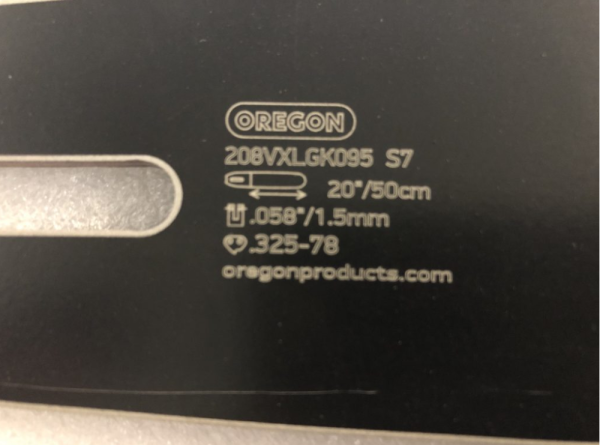 OREGON
208VXLGK095 S7
20"/50cm
.058"/1.5mm
.325-78
oregonproducts.com